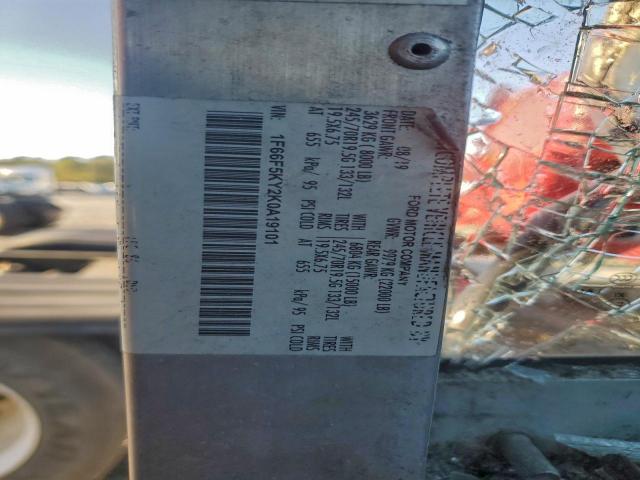 INCOMPLETE VEHICLE MANUFACTURED BY
FORD MOTOR COMPANY
DATE: 08/19 GVWR: 9979 KG (22000 LB)
FRONT GAWR: REAR GAWR:
3629 KG (8000 LB) WITH 6804 KG (15000 LB) WITH
245/70R19.5G 133/132L TIRES 245/70R19.5G 133/132L TIRES
19.5X6.75 RIMS 19.5X6.75 RIMS
AT 655 kPa/ 95 PSI COLD AT 655 kPa/ 95 PSI COLD
VIN: 1F66F5KY2K0A19101